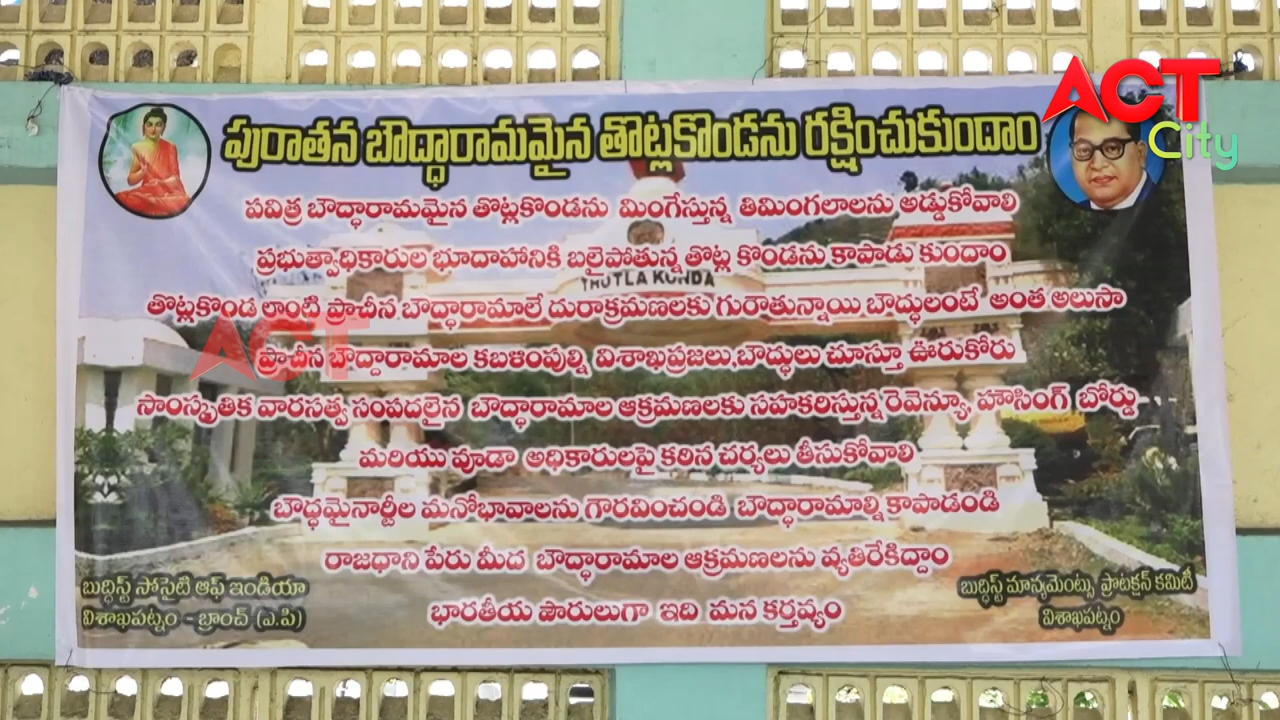 ACT
City
పురాతన బౌద్ధారామమైన తొట్లకొండను రక్షించుకుందాం
పవిత్ర బౌద్ధారామమైన తొట్లకొండను మింగేస్తున్న తిమింగలాలను అడ్డుకోవాలి
ప్రభుత్వాధికారుల భూదాహానికి బలైపోతున్న తొట్ల కొండను కాపాడు కుందాం
THOTLA KONDA
తొట్లకొండ లాంటి ప్రాచీన బౌద్ధారామాలే దురాక్రమణలకు గురౌతున్నాయి బౌద్ధులంటే అంత అలుసా
ACT
ప్రాచీన బౌద్దారామాల కబళింపుల్ని విశాఖప్రజలు,బౌద్ధులు చూస్తూ ఊరుకోరు
సాంస్కృతిక వారసత్వ సంపదలైన బౌద్ధారామాల ఆక్రమణలకు సహకరిస్తున్న రెవెన్యూ, హౌసింగ్ బోర్డు
మరియు వూడా అధికారులపై కఠిన చర్యలు తీసుకోవాలి
బౌద్ధమైనార్టీల మనోభావాలను గౌరవించండి బౌద్ధారామాల్ని కాపాడండి
రాజధాని పేరు మీద బౌద్ధారామాల ఆక్రమణలను వ్యతిరేకిద్దాం
భారతీయ పౌరులుగా ఇది మన కర్తవ్యం
బుద్ధిస్ట్ సోసైటి ఆఫ్ ఇండియా
విశాఖపట్నం - బ్రాంచ్ (ఎ.పి)
బుద్ధిస్ట్ మాన్యుమెంట్సు ప్రొటక్షన్ కమిటీ
విశాఖపట్నం